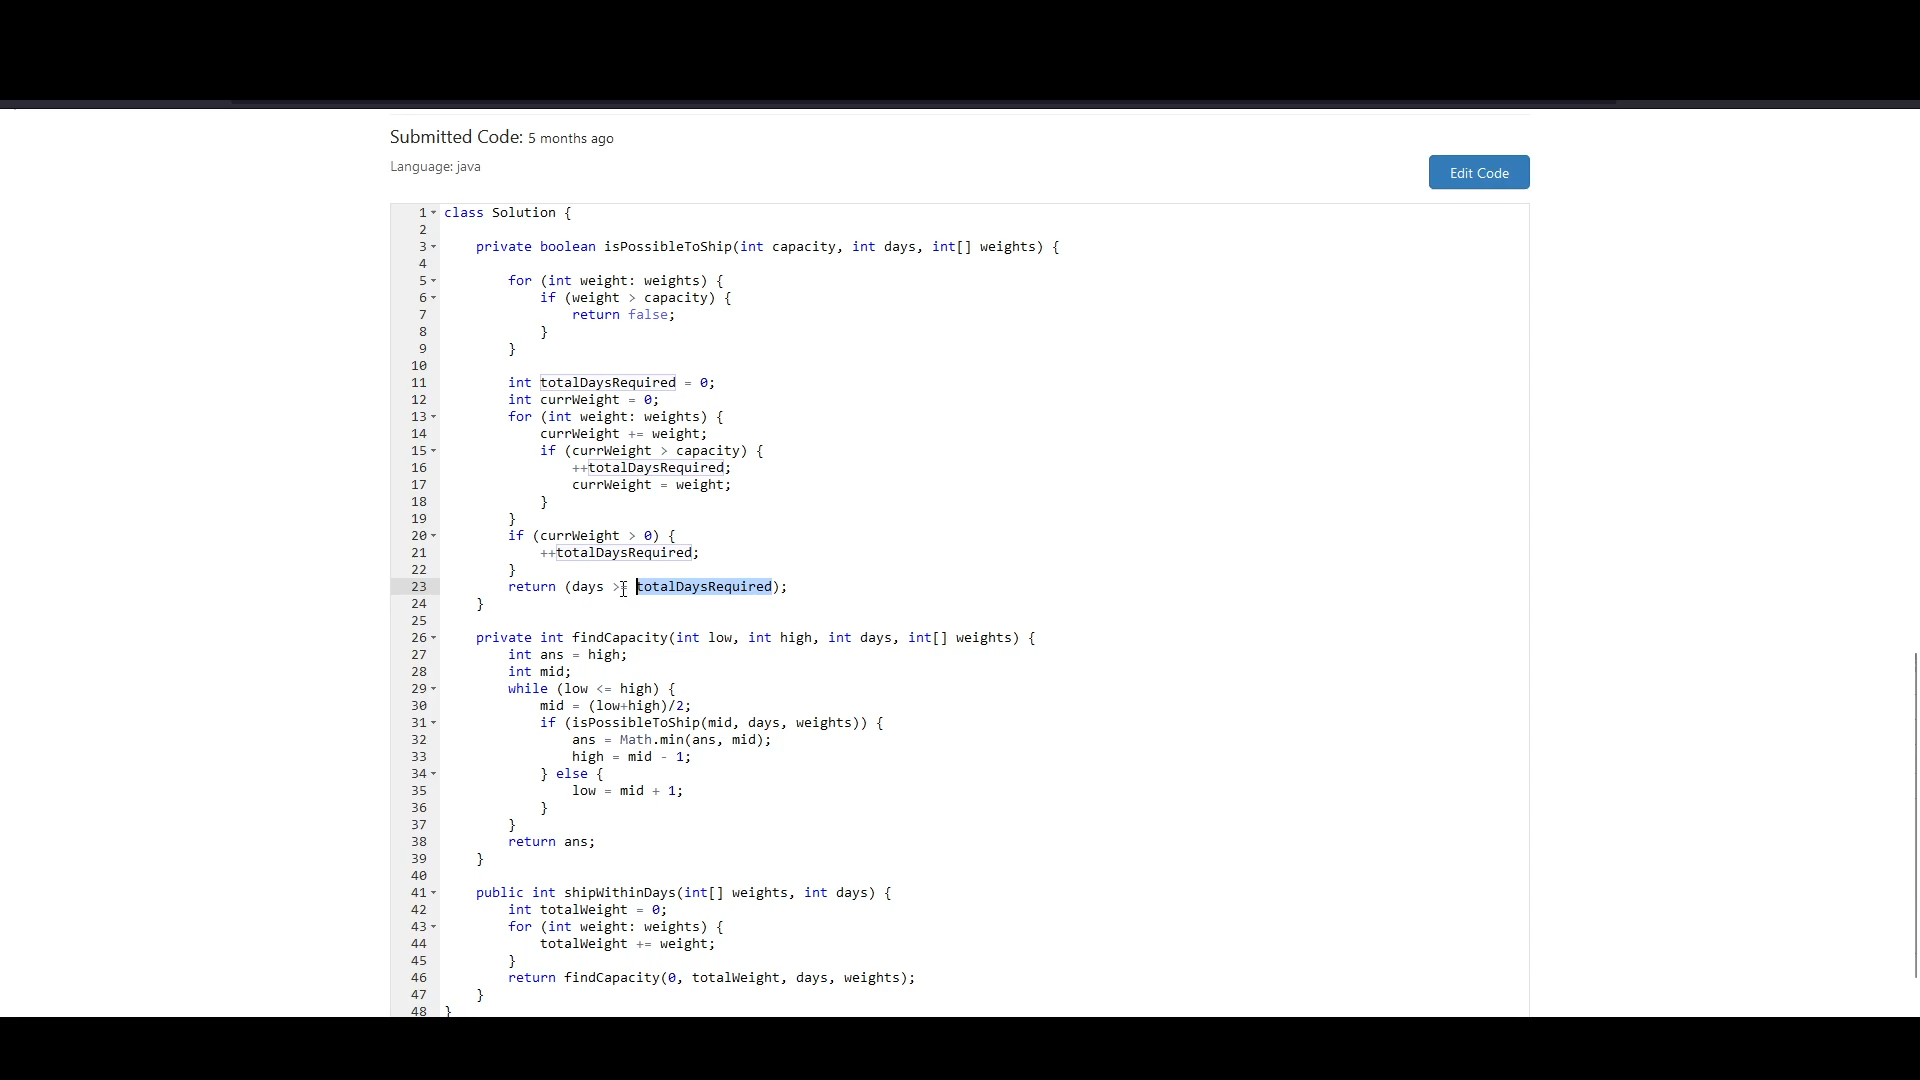 Submitted Code: 5 months ago
Language: java
Edit Code
1 class Solution {
2
3 private boolean isPossibleToShip(int capacity, int days, int[] weights) {
4
5 for (int weight: weights) {
6 if (weight > capacity) {
7 return false;
8 }
9 }
10
11 int totalDaysRequired = 0;
12 int currWeight = 0;
13 for (int weight: weights) {
14 currWeight += weight;
15 if (currWeight > capacity) {
16 ++totalDaysRequired;
17 currWeight = weight;
18 }
19 }
20 if (currWeight > 0) {
21 ++totalDaysRequired;
22 }
23 return (days >= totalDaysRequired);
24 }
25
26 private int findCapacity(int low, int high, int days, int[] weights) {
27 int ans = high;
28 int mid;
29 while (low <= high) {
30 mid = (low+high)/2;
31 if (isPossibleToShip(mid, days, weights)) {
32 ans = Math.min(ans, mid);
33 high = mid - 1;
34 } else {
35 low = mid + 1;
36 }
37 }
38 return ans;
39 }
40
41 public int shipWithinDays(int[] weights, int days) {
42 int totalWeight = 0;
43 for (int weight: weights) {
44 totalWeight += weight;
45 }
46 return findCapacity(0, totalWeight, days, weights);
47 }
48 }